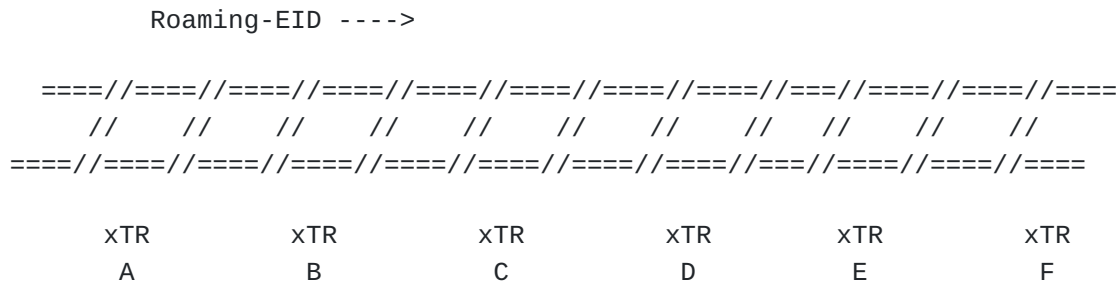 Roaming-EID ---->
====//====//====//====//====//====//====//====//===//====//====//====
// // // // // // // // // // //
====//====//====//====//====//====//====//====//===//====//====//====
xTR xTR xTR xTR xTR xTR
A B C D E F